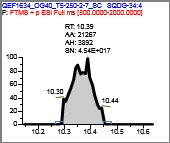 QEF1534_OG40_T5-250-2-7_SC SQDG-34:4
F: FTMS + p ESI Full ms [500.0000-2000.0000]
RT: 10.39
AA: 21267
AH: 3892
SN: 4.54E+017
100
80
60
40
20
0
10.30
10.44
10.2 10.3 10.4 10.5 10.6